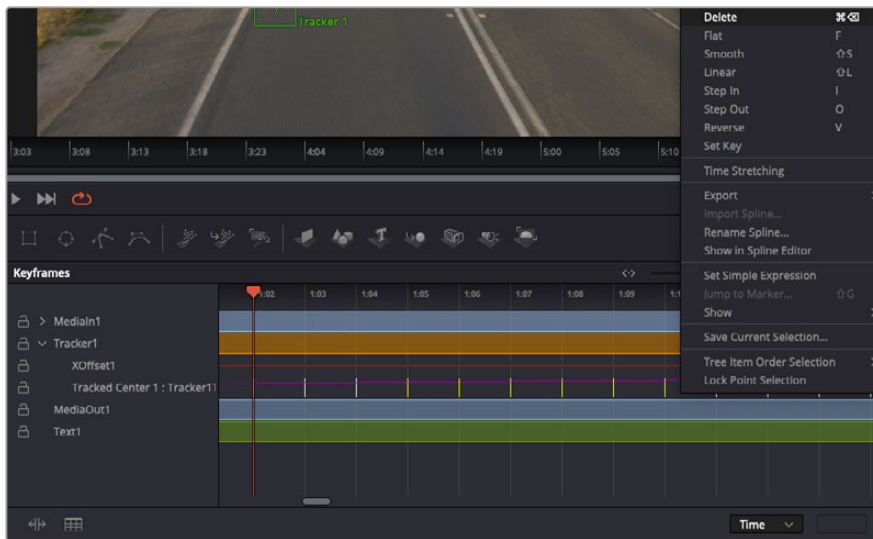 Tracker 1
3:03 3:08 3:13 3:18 3:23 4:04 4:09 4:14 4:19 5:00 5:05 5:10
Delete ⌘⌫
Flat F
Smooth ⇧S
Linear ⇧L
Step In I
Step Out O
Reverse V
Set Key
Time Stretching
Export
Import Spline...
Rename Spline...
Show in Spline Editor
Set Simple Expression
Jump to Marker... ⇧G
Show
Save Current Selection...
Tree Item Order Selection
Lock Point Selection
Keyframes
1:02 1:03 1:04 1:05 1:06 1:07 1:08 1:09
MediaIn1
Tracker1
XOffset1
Tracked Center 1 : Tracker1
MediaOut1
Text1
Time